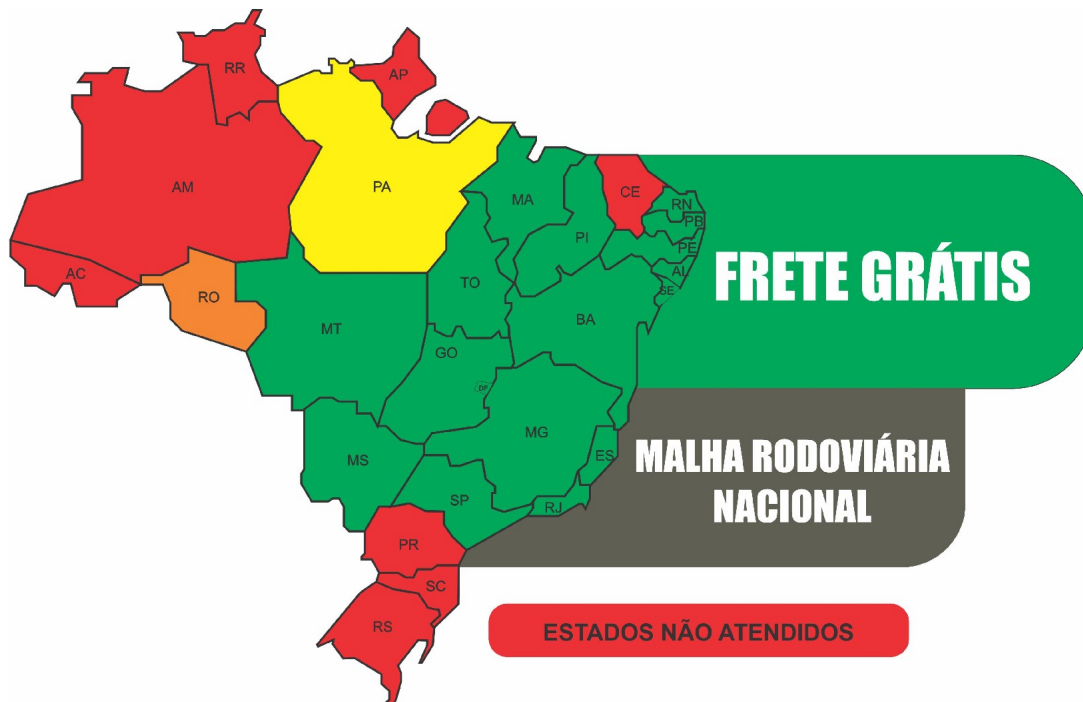 RR
AP
AM
PA
MA
CE
RN
PB
PI
PE
AC
RO
TO
AL
SE
MT
BA
GO
DF
MG
ES
MS
SP
RJ
PR
SC
RS
FRETE GRÁTIS
MALHA RODOVIÁRIA
NACIONAL
ESTADOS NÃO ATENDIDOS